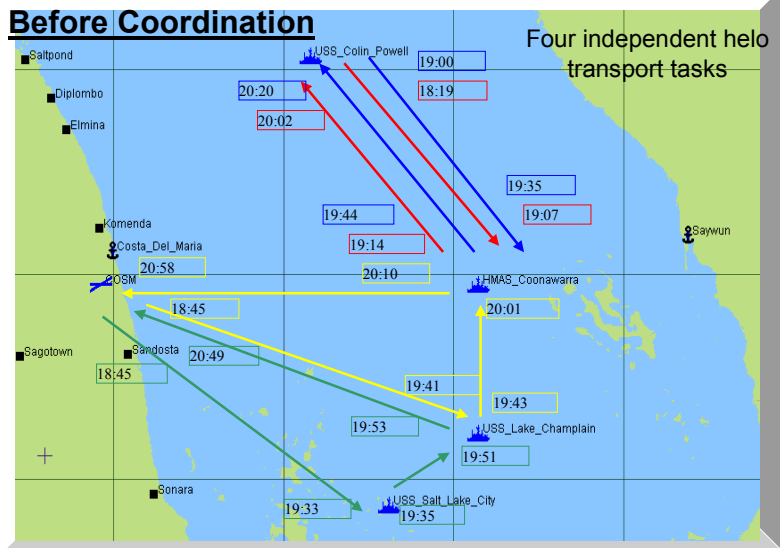 Before Coordination
Four independent helo
transport tasks
USS_Colin_Powell
Saltpond
19:00
20:20
18:19
Diplombo
20:02
Elmina
19:35
19:44
19:07
Komenda
Saywun
19:14
Costa_Del_Maria
20:58
20:10
COSM
HMAS_Coonawarra
18:45
20:01
Sagotown
Sandosta
20:49
18:45
19:41
19:43
19:53
USS_Lake_Champlain
19:51
Sonara
USS_Salt_Lake_City
19:33
19:35